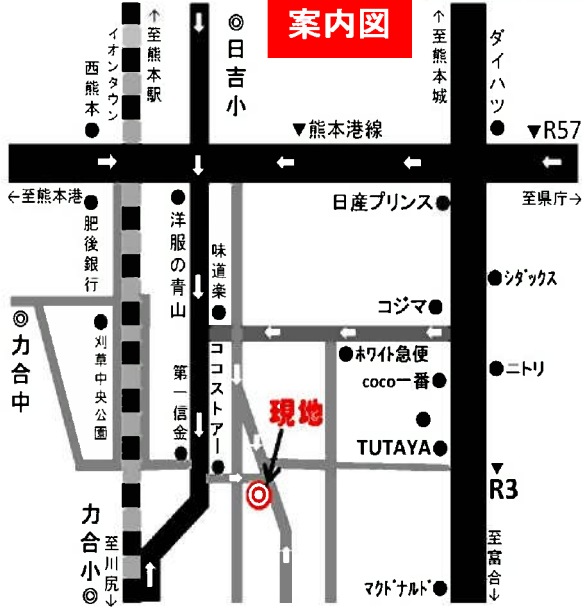 案内図
◎日吉小
↑至熊本駅
イオンタウン
西熊本
↑至熊本城
ダイハツ
▼熊本港線
▼R57
←至熊本港
至県庁→
肥後銀行
洋服の青山
味道楽
日産プリンス
シダックス
コジマ
◎力合中
刈草中央公園
第一信金
ココストアー
ホワイト急便
coco一番
ニトリ
現地
TUTAYA
▼
R3
力合小◎
至川尻↓
至富合↓
マクドナルド